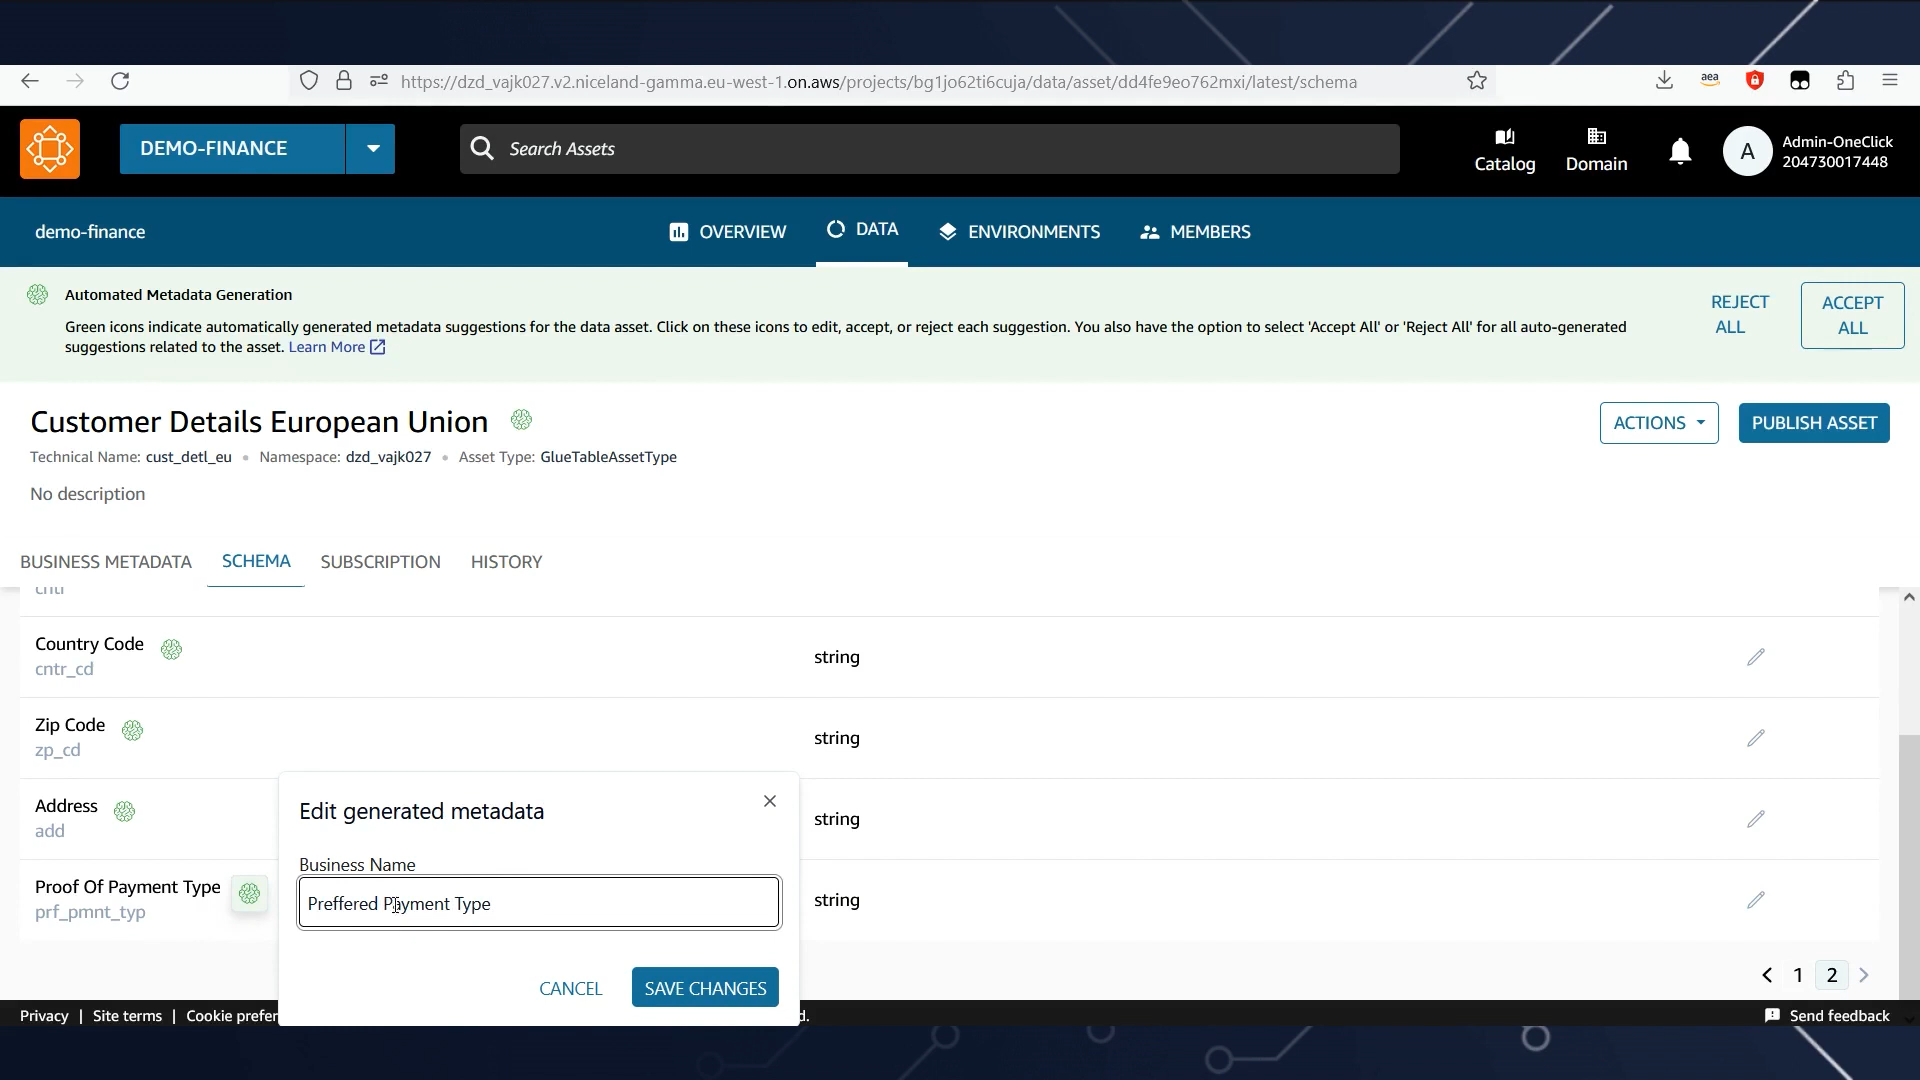 https://dzd_vajk027.v2.niceland-gamma.eu-west-1.on.aws/projects/bg1jo62ti6cuja/data/asset/dd4fe9eo762mxi/latest/schema
aea
DEMO-FINANCE
Search Assets
Catalog
Domain
A
Admin-OneClick
204730017448
demo-finance
OVERVIEW
DATA
ENVIRONMENTS
MEMBERS
Automated Metadata Generation
Green icons indicate automatically generated metadata suggestions for the data asset. Click on these icons to edit, accept, or reject each suggestion. You also have the option to select 'Accept All' or 'Reject All' for all auto-generated
suggestions related to the asset. Learn More
REJECT
ALL
ACCEPT
ALL
Customer Details European Union
ACTIONS
PUBLISH ASSET
Technical Name: cust_detl_eu • Namespace: dzd_vajk027 • Asset Type: GlueTableAssetType
No description
BUSINESS METADATA
SCHEMA
SUBSCRIPTION
HISTORY
Country Code
cntr_cd
string
Zip Code
zp_cd
string
Address
add
string
Proof Of Payment Type
prf_pmnt_typ
string
Edit generated metadata
Business Name
Preffered Payment Type
CANCEL
SAVE CHANGES
1
2
Privacy | Site terms | Cookie prefer
d.
Send feedback